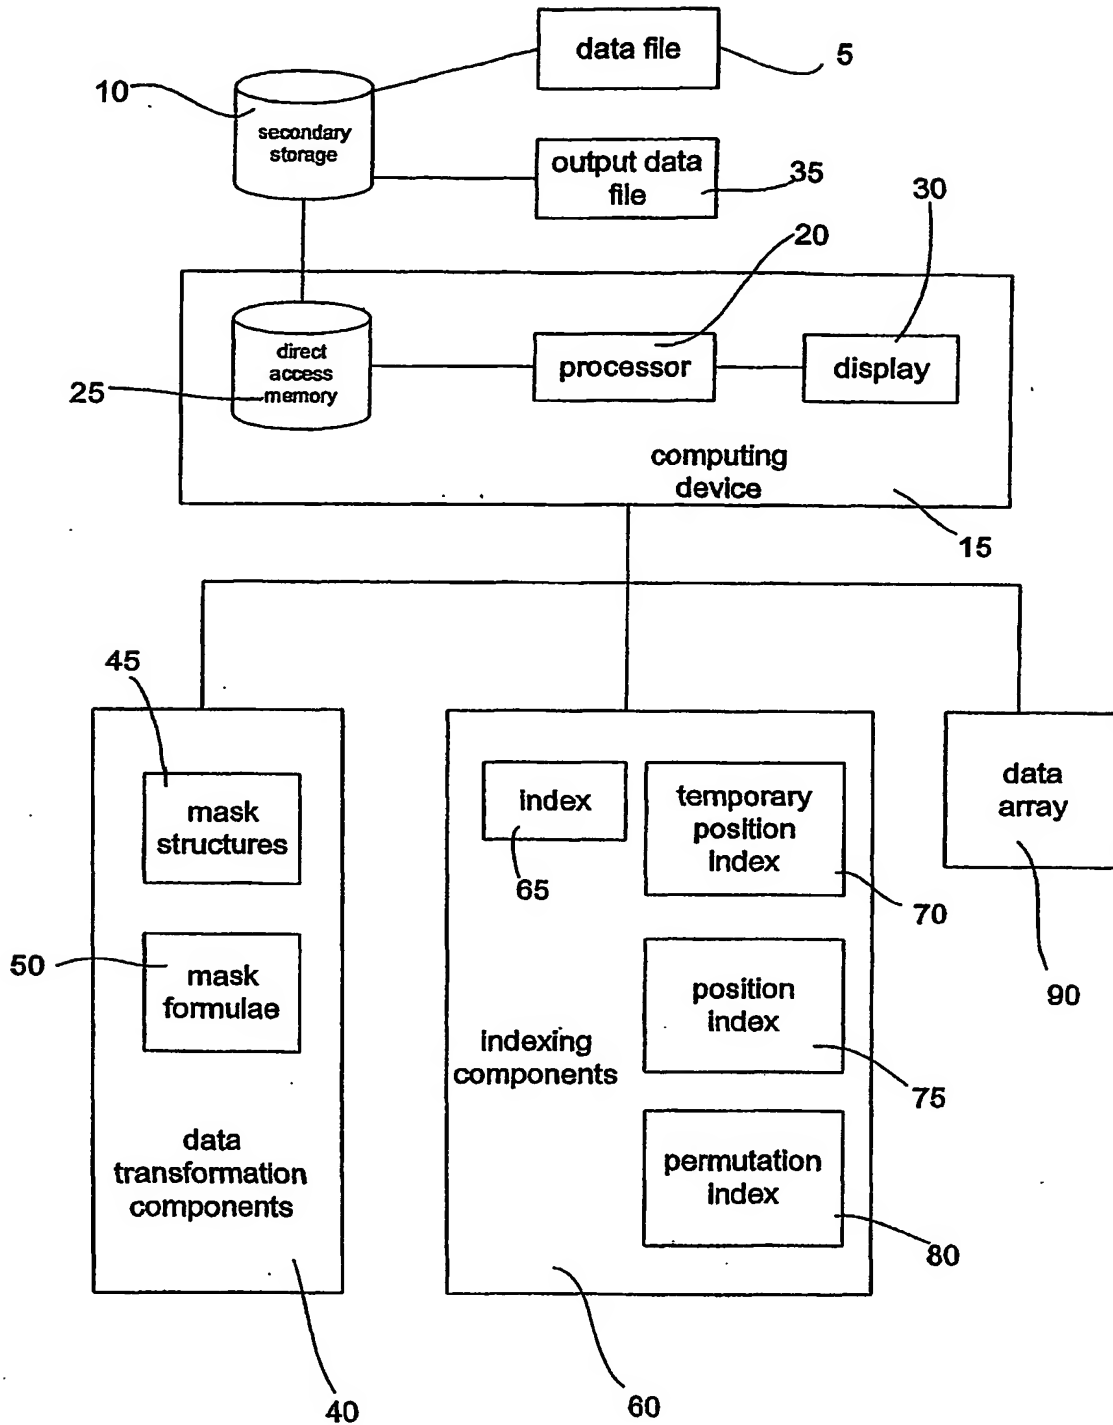 data file
5
10
secondary
storage
output data
file
35
30
20
direct
access
memory
25
processor
display
computing
device
15
45
mask
structures
index
65
temporary
position
index
70
data
array
90
50
mask
formulae
position
index
75
indexing
components
data
transformation
components
permutation
index
80
40
60